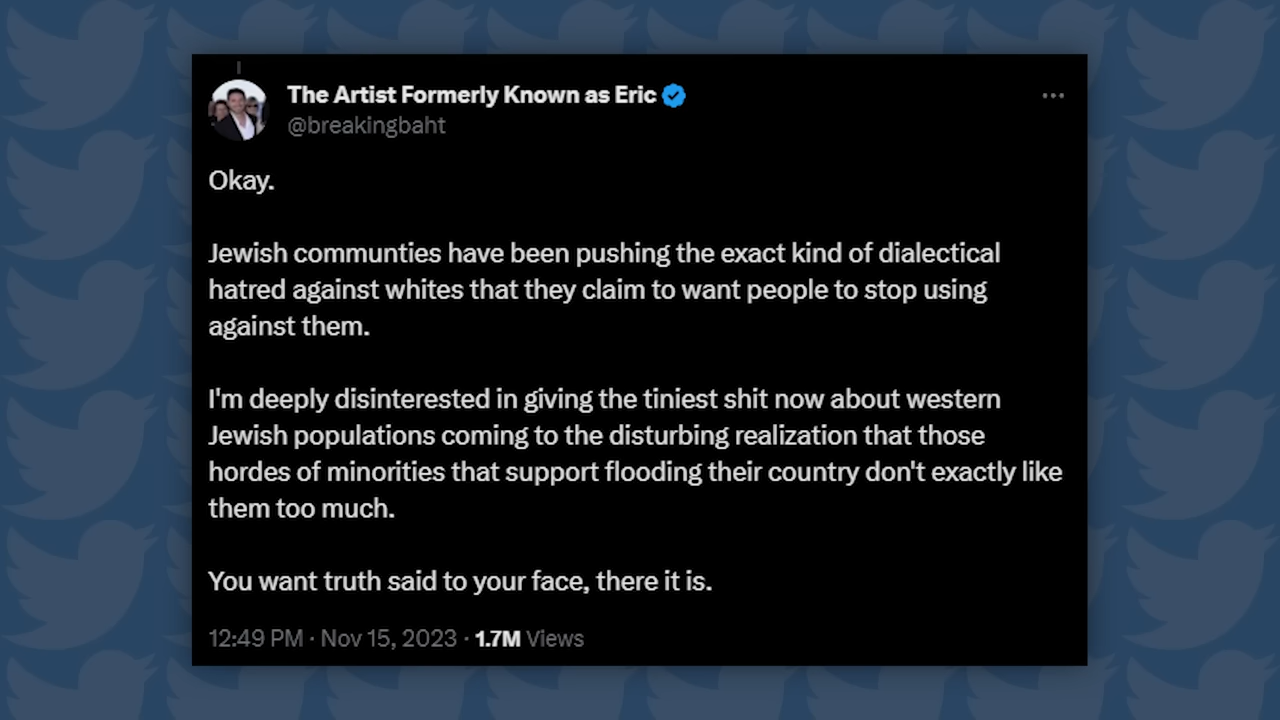 The Artist Formerly Known as Eric
@breakingbaht
Okay.
Jewish communties have been pushing the exact kind of dialectical
hatred against whites that they claim to want people to stop using
against them.
I'm deeply disinterested in giving the tiniest shit now about western
Jewish populations coming to the disturbing realization that those
hordes of minorities that support flooding their country don't exactly like
them too much.
You want truth said to your face, there it is.
12:49 PM · Nov 15, 2023 · 1.7M Views